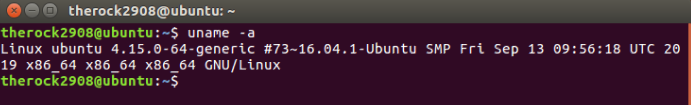 therock2908@ubuntu: ~
therock2908@ubuntu:~$ uname -a
Linux ubuntu 4.15.0-64-generic #73~16.04.1-Ubuntu SMP Fri Sep 13 09:56:18 UTC 20
19 x86_64 x86_64 x86_64 GNU/Linux
therock2908@ubuntu:~$